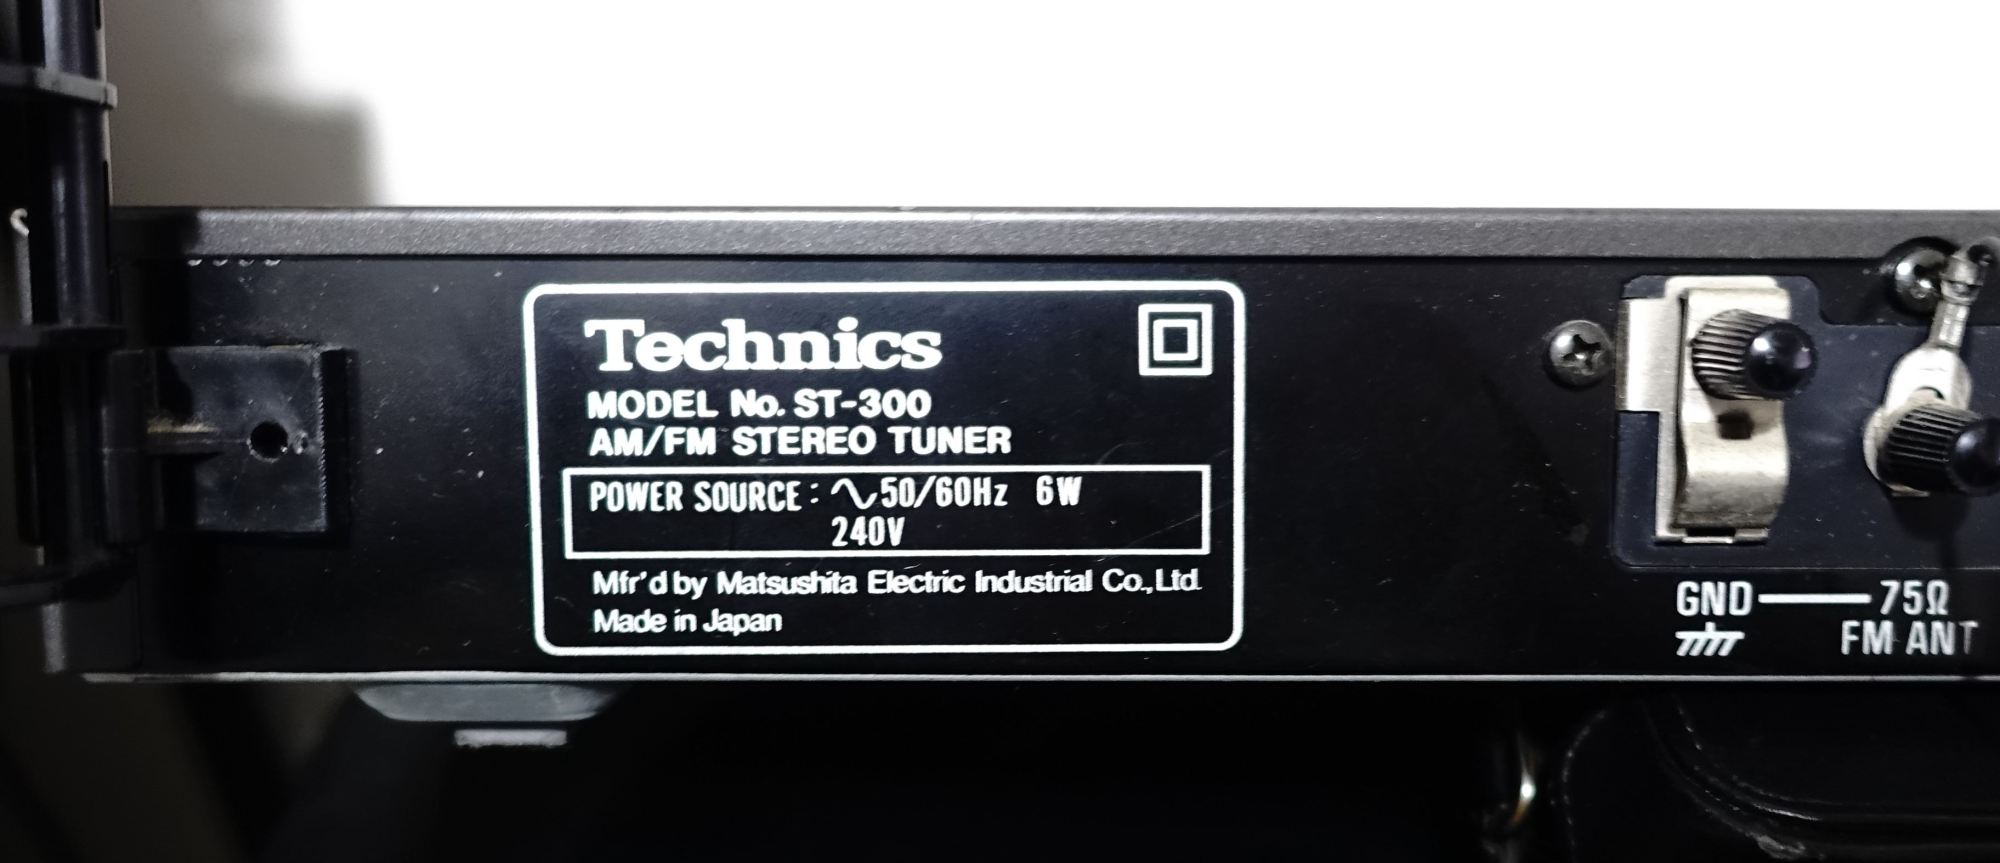 Technics
MODEL No. ST-300
AM/FM STEREO TUNER
POWER SOURCE : ∿50/60Hz 6W
240V
Mfr'd by Matsushita Electric Industrial Co., Ltd.
Made in Japan
GND 75Ω
FM ANT